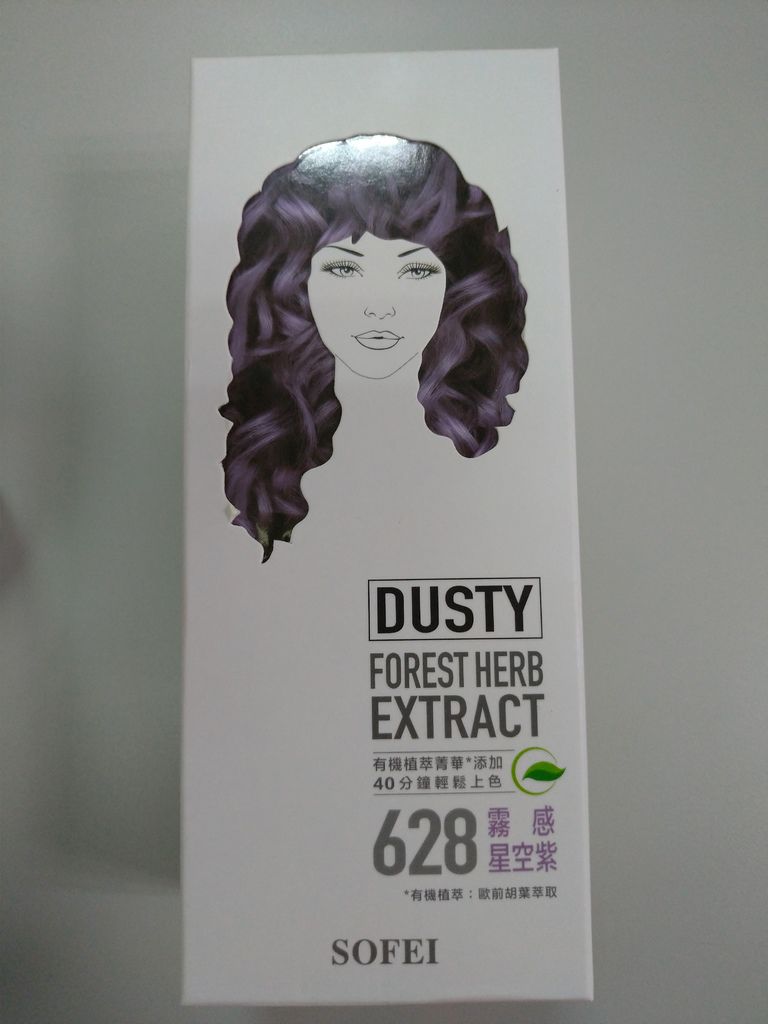 DUSTY
FOREST HERB
EXTRACT
有機植萃菁華*添加
40分鐘輕鬆上色
628 霧感
星空紫
*有機植萃：歐前胡葉萃取
SOFEI